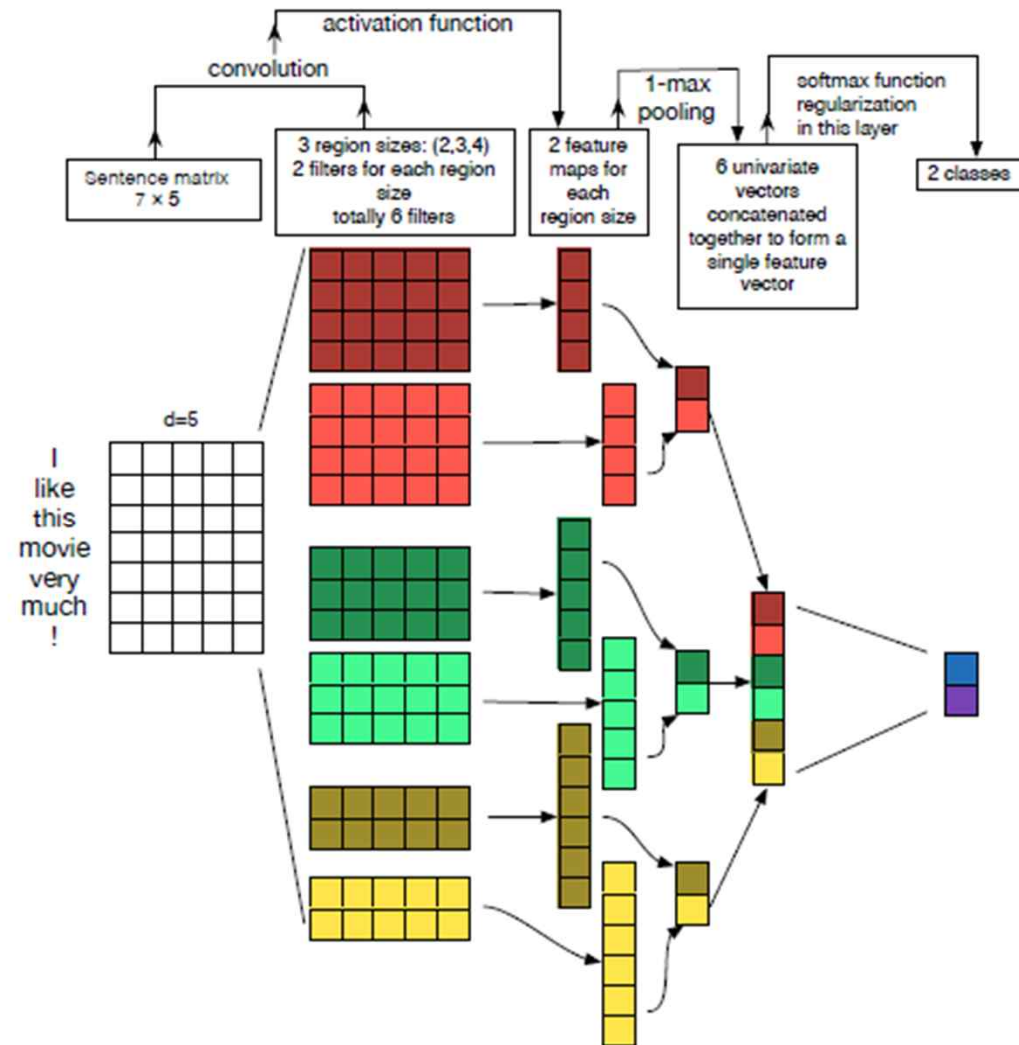 activation function
convolution
1-max
pooling
softmax function
regularization
in this layer
Sentence matrix
7 × 5
3 region sizes: (2,3,4)
2 filters for each region
size
totally 6 filters
2 feature
maps for
each
region size
6 univariate
vectors
concatenated
together to form a
single feature
vector
2 classes
d=5
I
like
this
movie
very
much
!